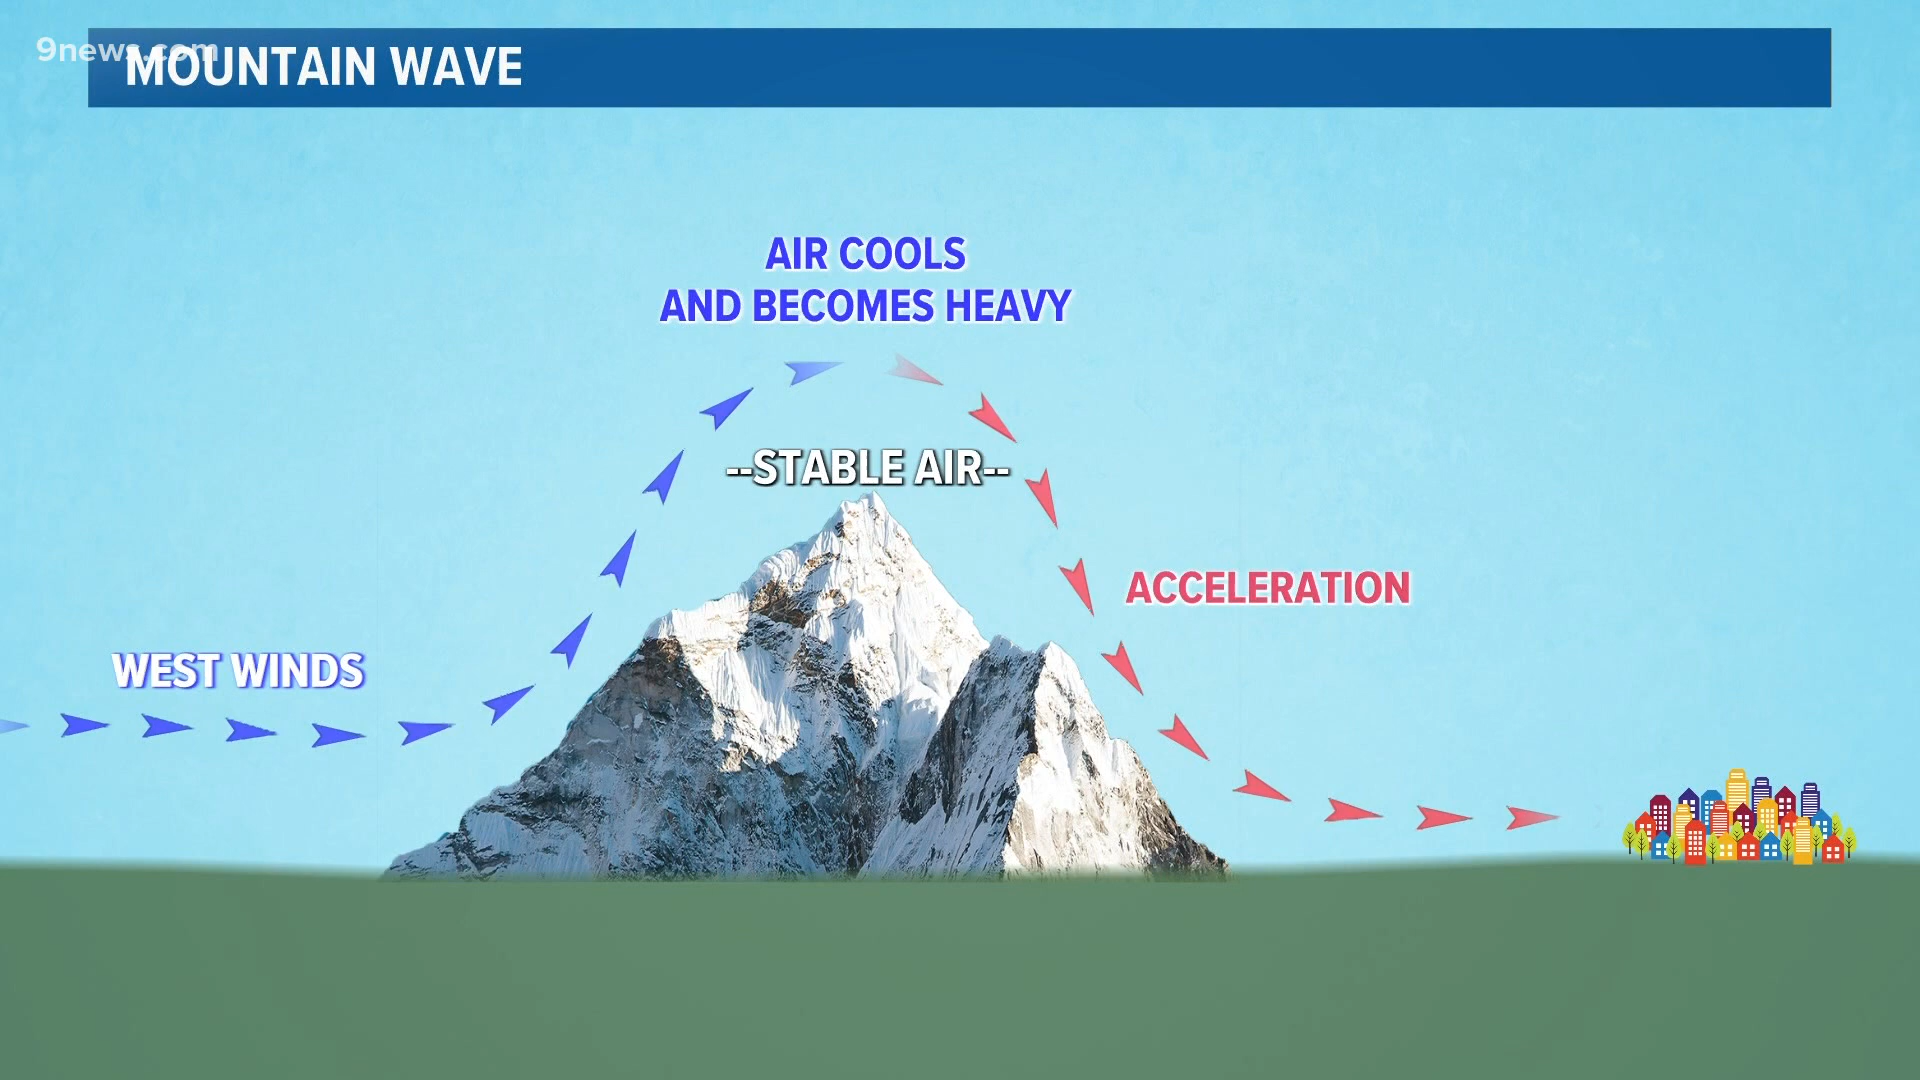 9news.com
MOUNTAIN WAVE
AIR COOLS
AND BECOMES HEAVY
--STABLE AIR--
ACCELERATION
WEST WINDS